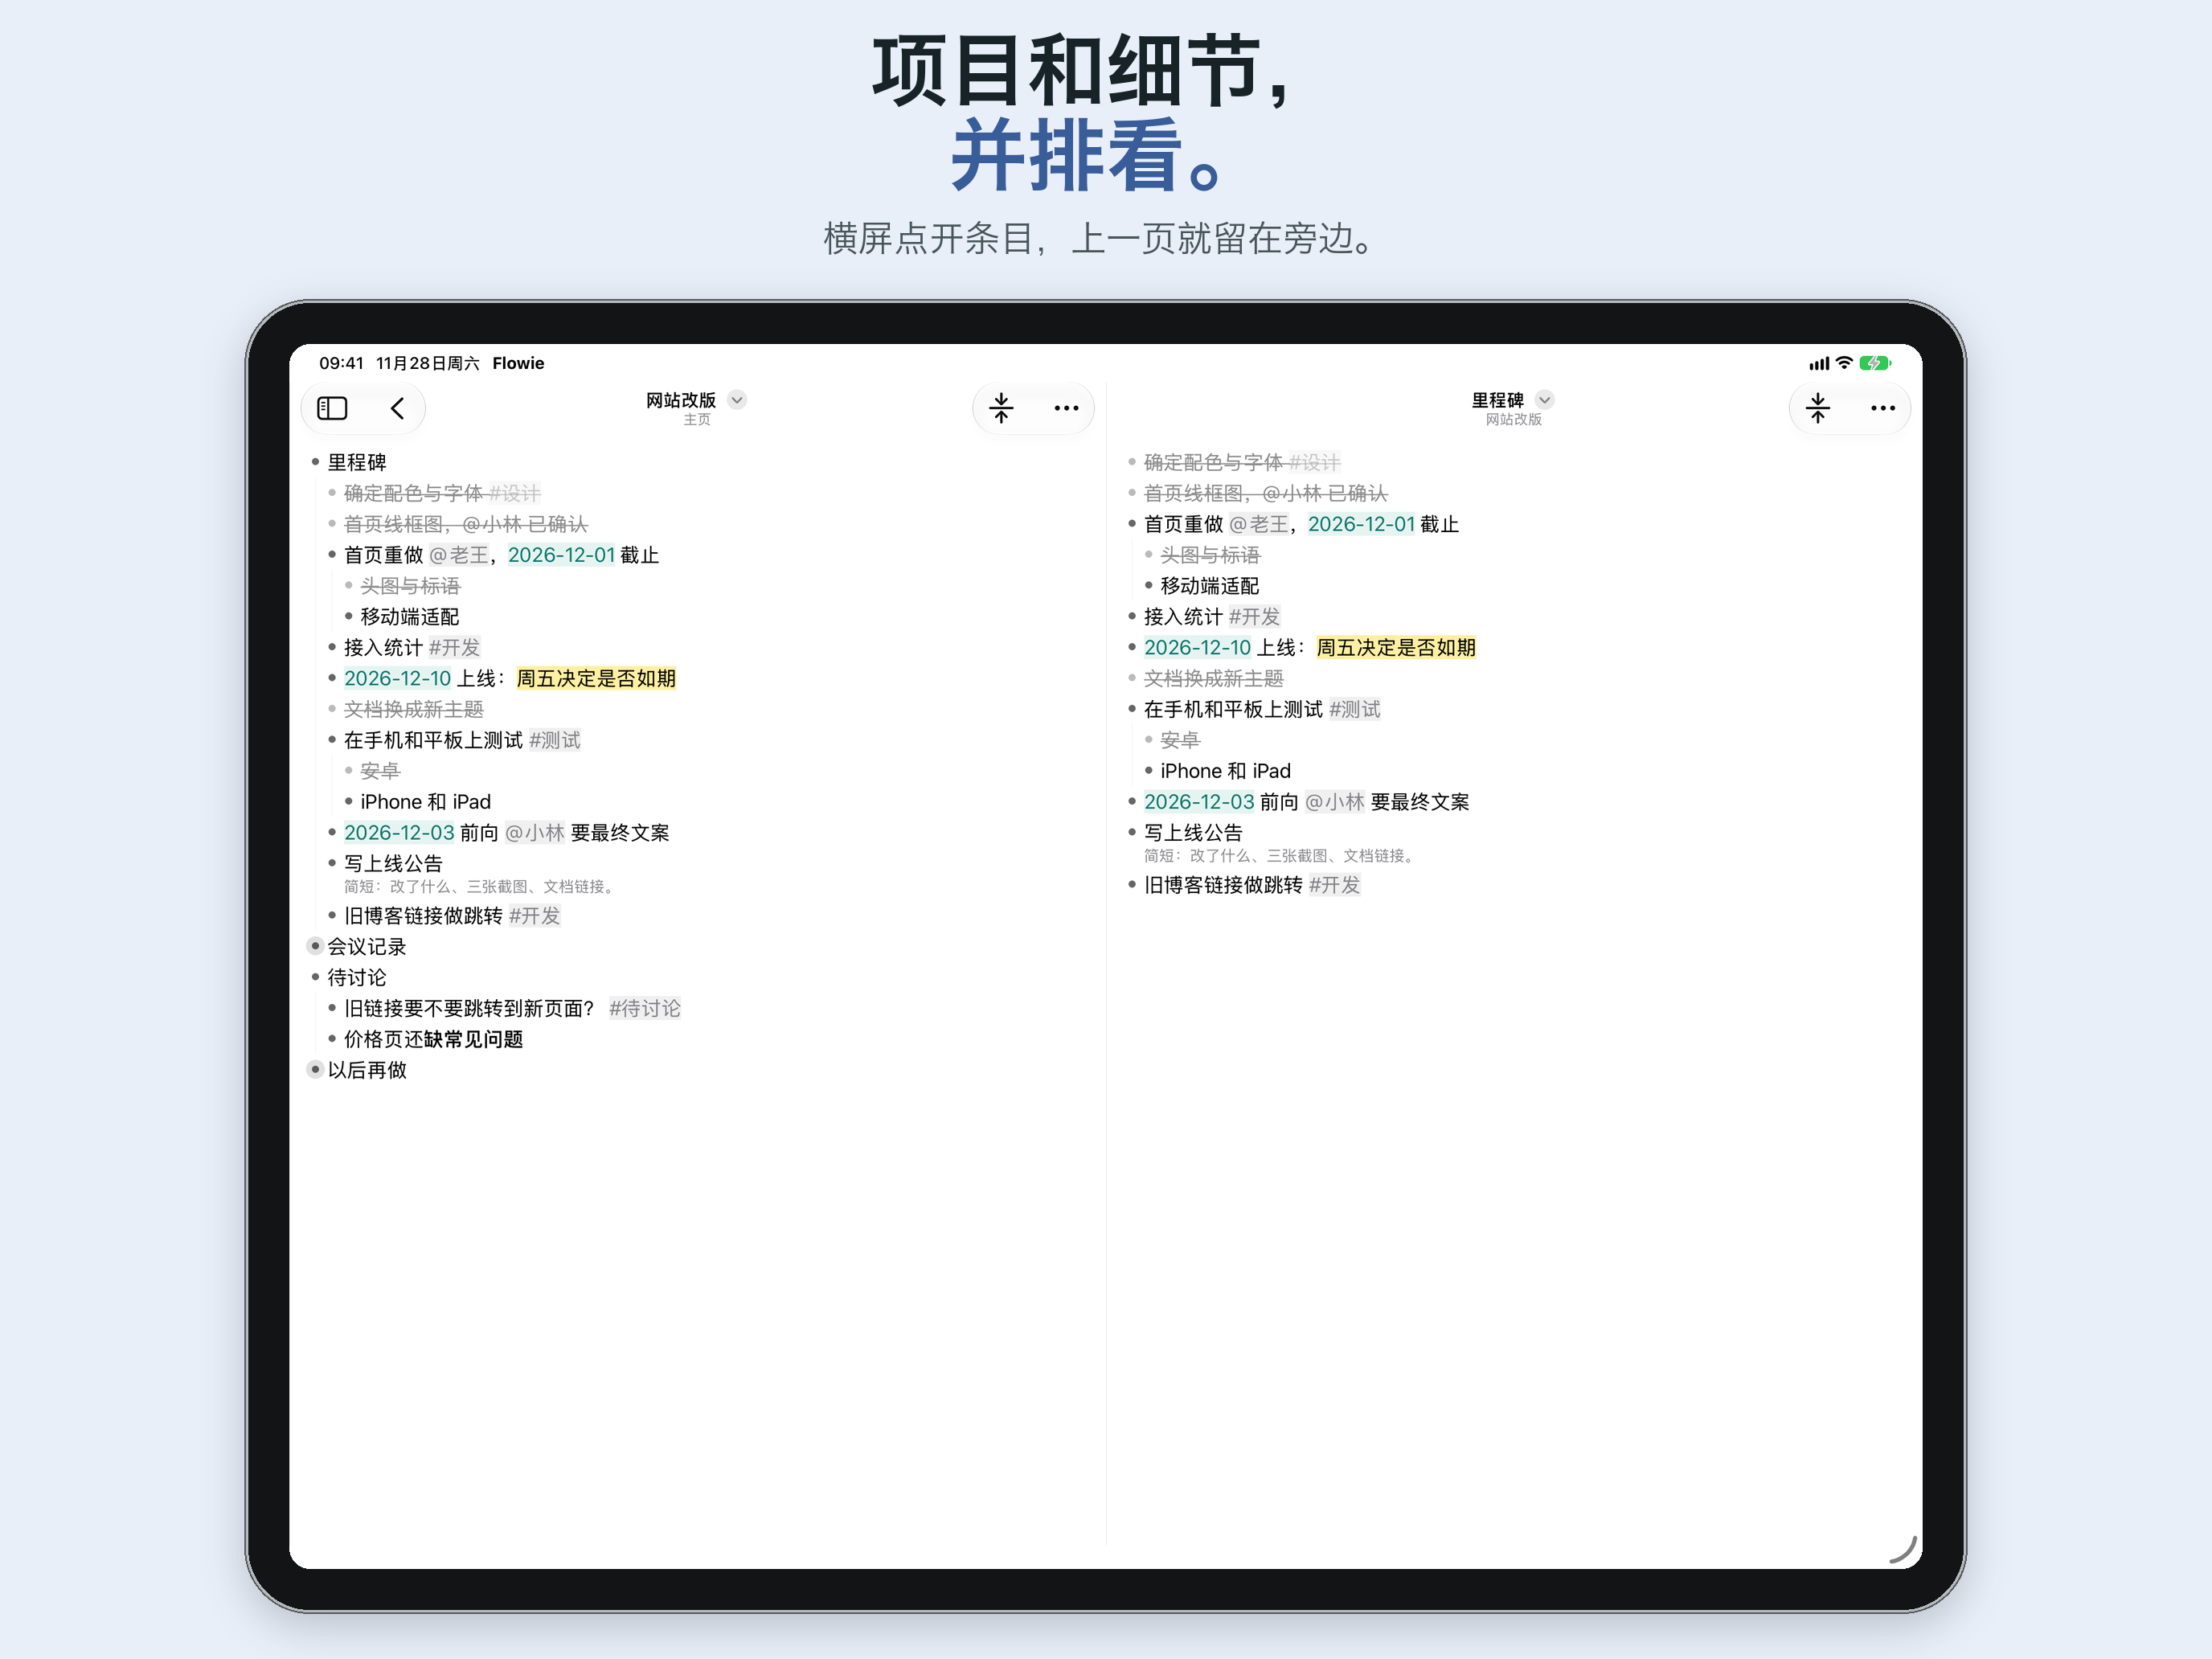 项目和细节，
并排看。
横屏点开条目，上一页就留在旁边。
09:41 11月28日周六 Flowie
网站改版
主页
里程碑
确定配色与字体 #设计
首页线框图，@小林 已确认
首页重做 @老王，2026-12-01 截止
头图与标语
移动端适配
接入统计 #开发
2026-12-10 上线：周五决定是否如期
文档换成新主题
在手机和平板上测试 #测试
安卓
iPhone 和 iPad
2026-12-03 前向 @小林 要最终文案
写上线公告
简短：改了什么、三张截图、文档链接。
旧博客链接做跳转 #开发
会议记录
待讨论
旧链接要不要跳转到新页面？ #待讨论
价格页还缺常见问题
以后再做
里程碑
网站改版
确定配色与字体 #设计
首页线框图，@小林 已确认
首页重做 @老王，2026-12-01 截止
头图与标语
移动端适配
接入统计 #开发
2026-12-10 上线：周五决定是否如期
文档换成新主题
在手机和平板上测试 #测试
安卓
iPhone 和 iPad
2026-12-03 前向 @小林 要最终文案
写上线公告
简短：改了什么、三张截图、文档链接。
旧博客链接做跳转 #开发